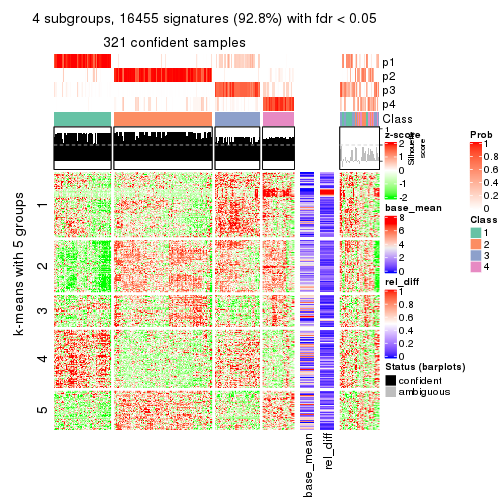 4 subgroups, 16455 signatures (92.8%) with fdr < 0.05
321 confident samples
p1
p2
p3
p4
Class
1
Silhouette
score
z-score
2
1
0
-1
-2
base_mean
8
6
4
2
0
rel_diff
1
0.8
0.6
0.4
0.2
0
Status (barplots)
confident
ambiguous
Prob
1
0.8
0.6
0.4
0.2
0
Class
1
2
3
4
k-means with 5 groups
1
2
3
4
5
base_mean
rel_diff